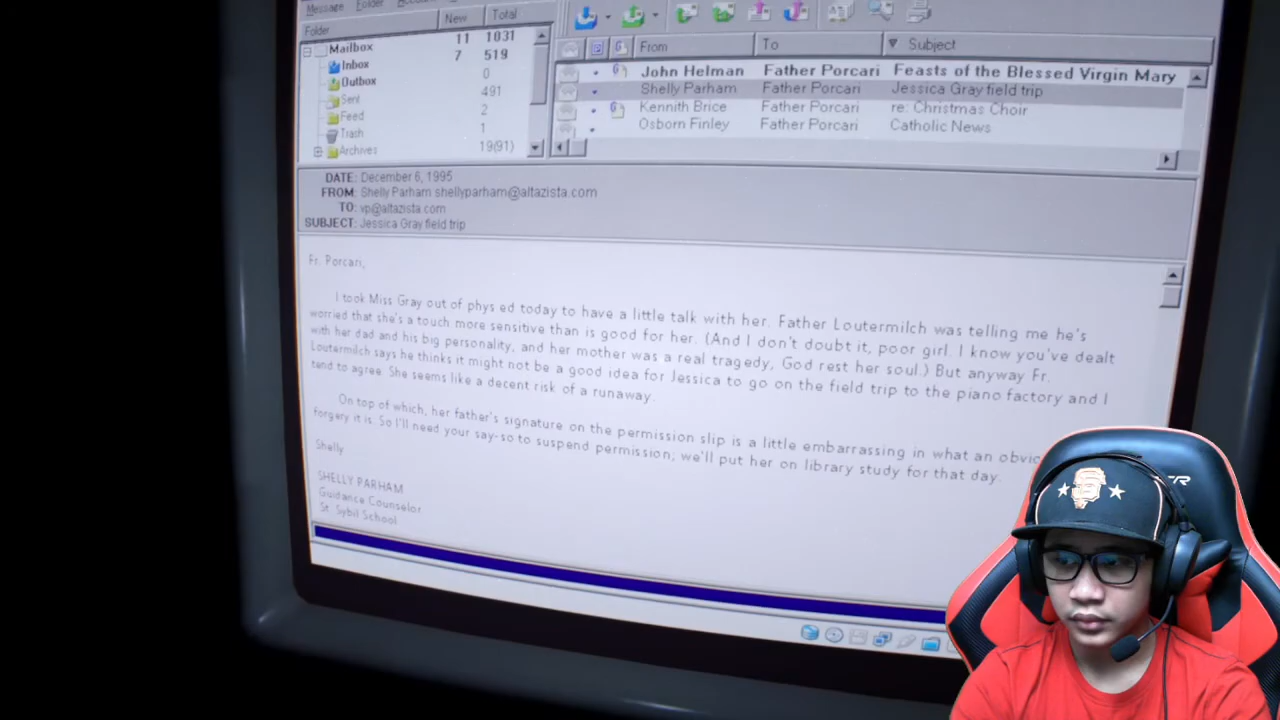 Message Folder
Folder New Total
Mailbox 11 1031
Inbox 7 519
Outbox 0
Sent 491
Feed 2
Trash 1
Archives 19(91)
From To Subject
John Helman Father Porcari Feasts of the Blessed Virgin Mary
Shelly Parham Father Porcari Jessica Gray field trip
Kennith Brice Father Porcari re: Christmas Choir
Osborn Finley Father Porcari Catholic News
DATE: December 6, 1995
FROM: Shelly Parham shellyparham@altazista.com
TO: vp@altazista.com
SUBJECT: Jessica Gray field trip
Fr. Porcari,
I took Miss Gray out of phys ed today to have a little talk with her. Father Loutermilch was telling me he's
worried that she's a touch more sensitive than is good for her. (And I don't doubt it, poor girl. I know you've dealt
with her dad and his big personality, and her mother was a real tragedy, God rest her soul.) But anyway Fr.
Loutermilch says he thinks it might not be a good idea for Jessica to go on the field trip to the piano factory and I
tend to agree. She seems like a decent risk of a runaway.
On top of which, her father's signature on the permission slip is a little embarrassing in what an
forgery it is. So I'll need your say-so to suspend permission; we'll put her on library study for that day.
Shelly
SHELLY PARHAM
Guidance Counselor
St. Sybil School